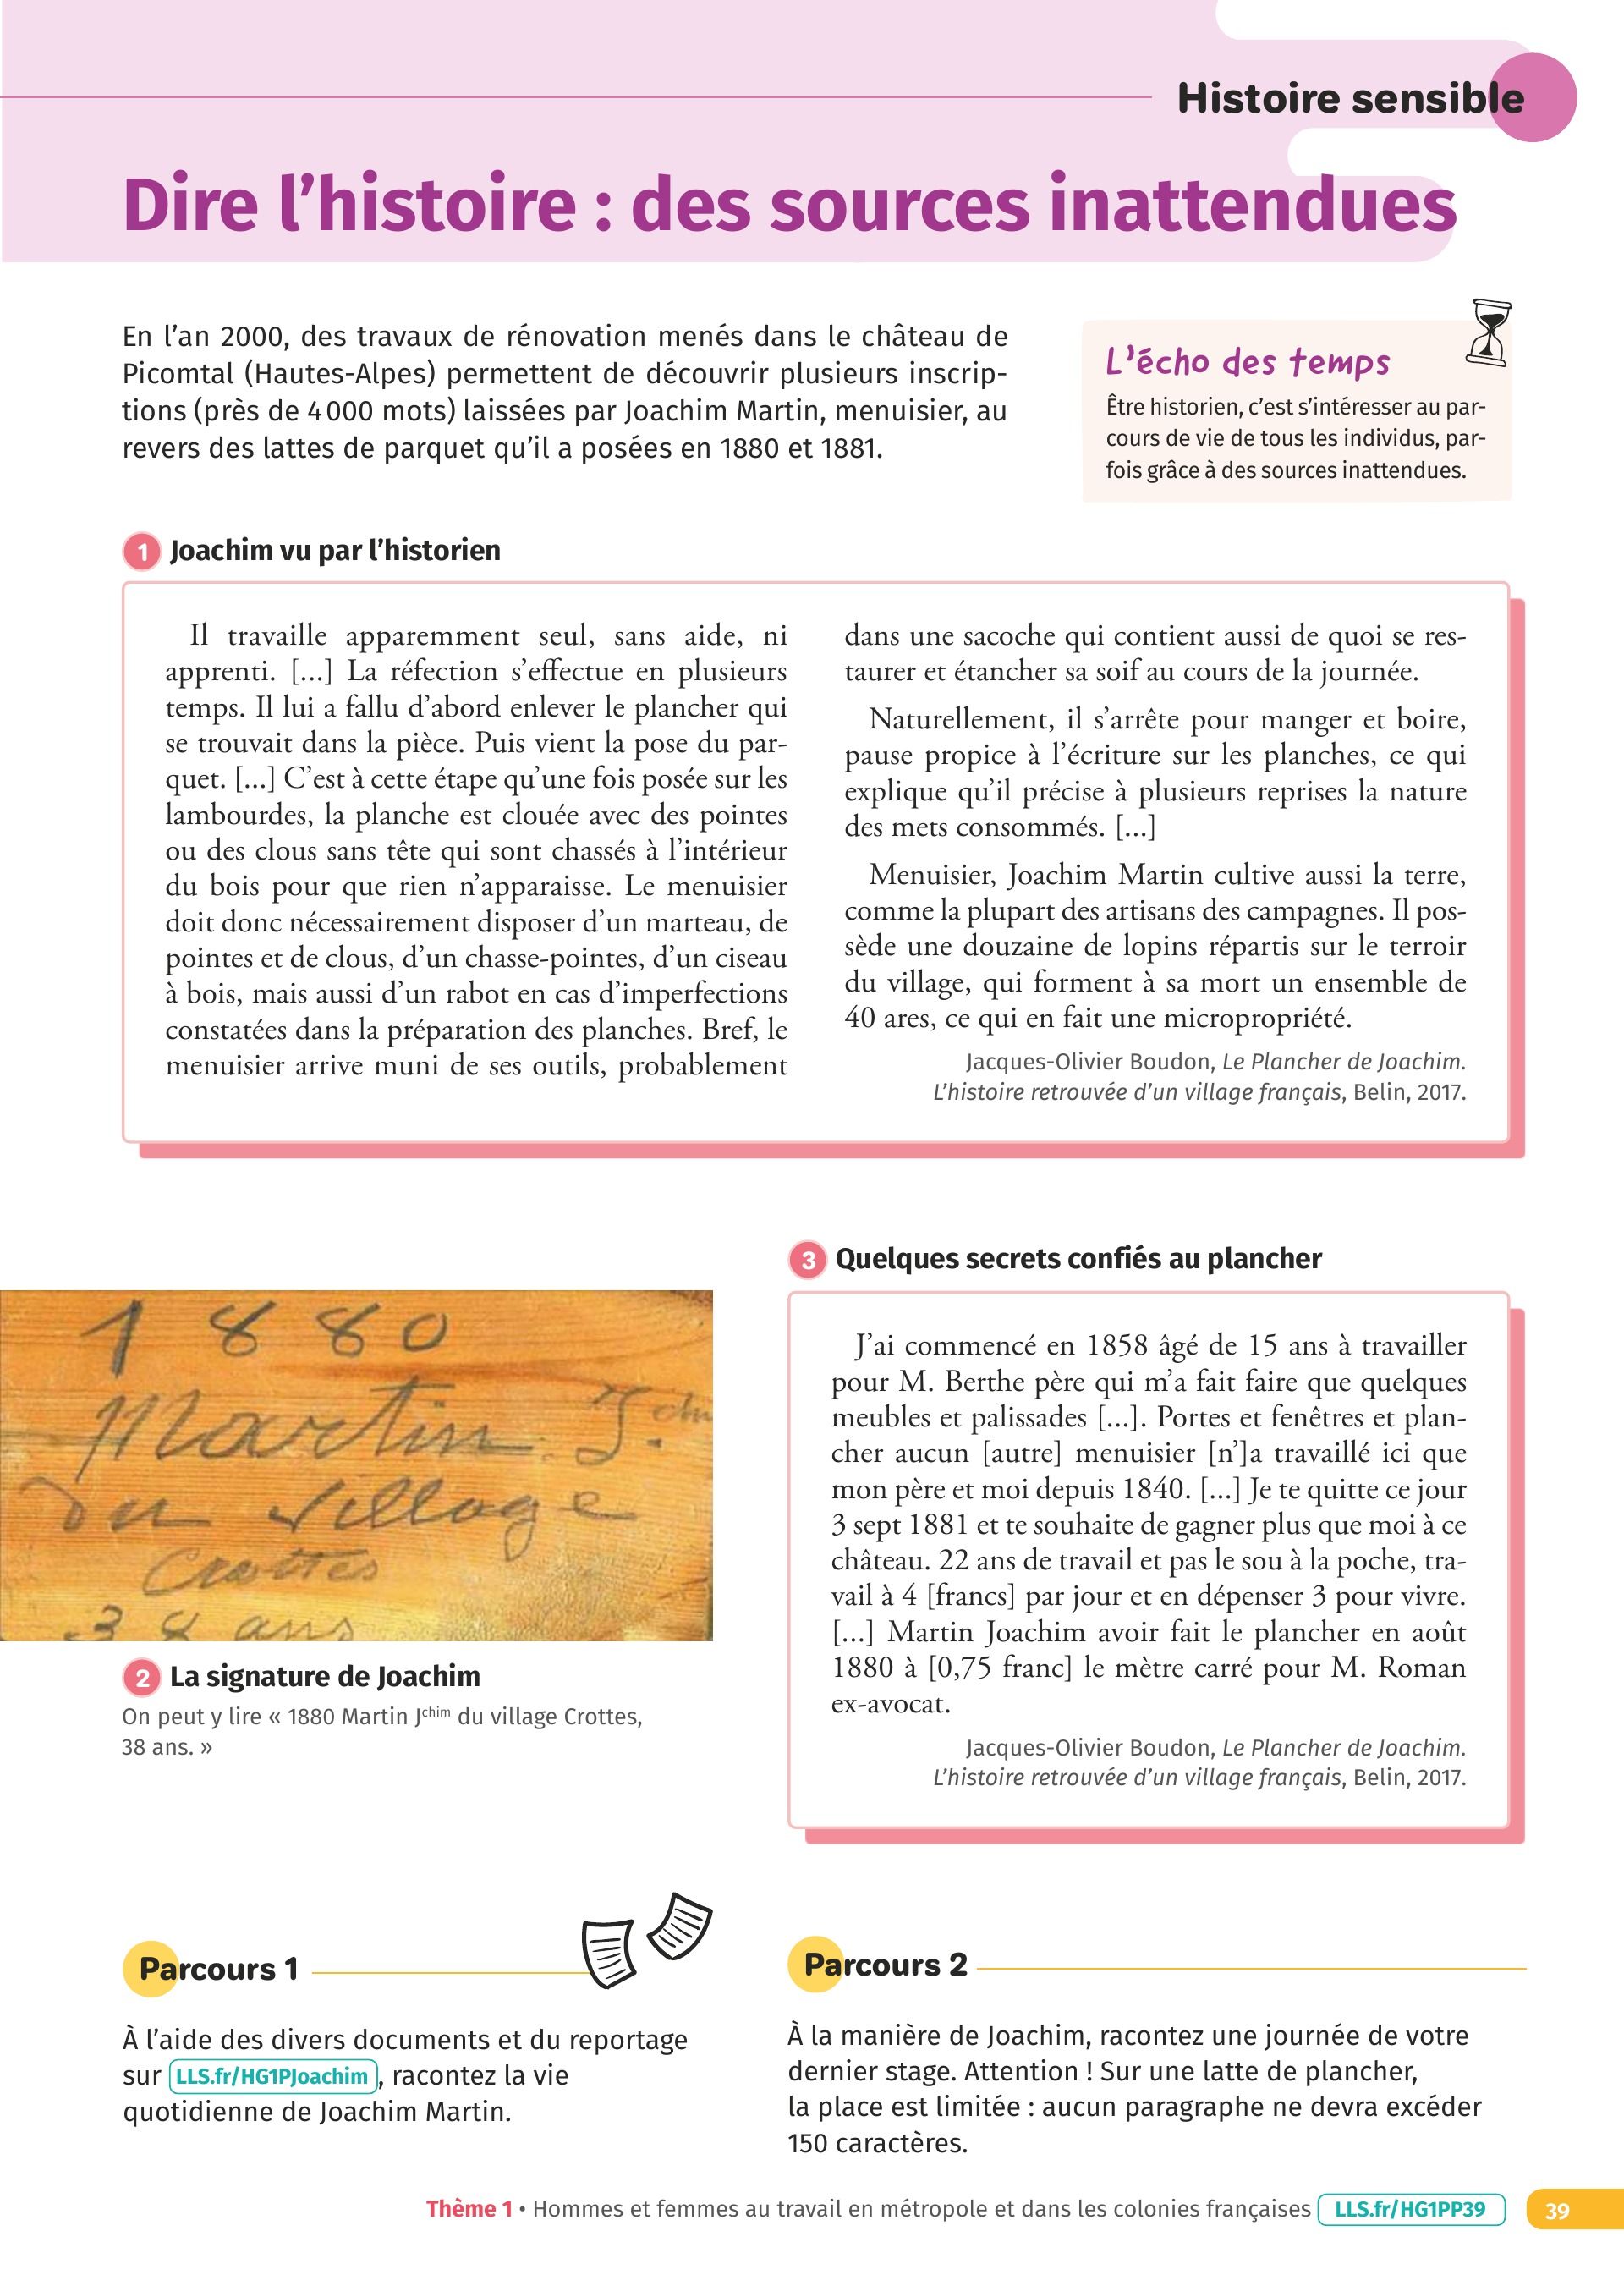 Histoire sensible
Dire l’histoire : des sources inattendues
En l’an 2000, des travaux de rénovation menés dans le château de
Picomtal (Hautes-Alpes) permettent de découvrir plusieurs inscrip-
tions (près de 4 000 mots) laissées par Joachim Martin, menuisier, au
revers des lattes de parquet qu’il a posées en 1880 et 1881.
L’écho des temps
Être historien, c’est s’intéresser au par-
cours de vie de tous les individus, par-
fois grâce à des sources inattendues.
1 Joachim vu par l’historien
Il travaille apparemment seul, sans aide, ni
apprenti. [...] La réfection s’effectue en plusieurs
temps. Il lui a fallu d’abord enlever le plancher qui
se trouvait dans la pièce. Puis vient la pose du par-
quet. [...] C’est à cette étape qu’une fois posée sur les
lambourdes, la planche est clouée avec des pointes
ou des clous sans tête qui sont chassés à l’intérieur
du bois pour que rien n’apparaisse. Le menuisier
doit donc nécessairement disposer d’un marteau, de
pointes et de clous, d’un chasse-pointes, d’un ciseau
à bois, mais aussi d’un rabot en cas d’imperfections
constatées dans la préparation des planches. Bref, le
menuisier arrive muni de ses outils, probablement
dans une sacoche qui contient aussi de quoi se res-
taurer et étancher sa soif au cours de la journée.
Naturellement, il s’arrête pour manger et boire,
pause propice à l’écriture sur les planches, ce qui
explique qu’il précise à plusieurs reprises la nature
des mets consommés. [...]
Menuisier, Joachim Martin cultive aussi la terre,
comme la plupart des artisans des campagnes. Il pos-
sède une douzaine de lopins répartis sur le terroir
du village, qui forment à sa mort un ensemble de
40 ares, ce qui en fait une micropropriété.
Jacques-Olivier Boudon, Le Plancher de Joachim.
L’histoire retrouvée d’un village français, Belin, 2017.
1880
Martin J.chim
du village
Crottes
38 ans
2 La signature de Joachim
On peut y lire « 1880 Martin Jchim du village Crottes,
38 ans. »
3 Quelques secrets confiés au plancher
J’ai commencé en 1858 âgé de 15 ans à travailler
pour M. Berthe père qui m’a fait faire que quelques
meubles et palissades [...]. Portes et fenêtres et plan-
cher aucun [autre] menuisier [n’]a travaillé ici que
mon père et moi depuis 1840. [...] Je te quitte ce jour
3 sept 1881 et te souhaite de gagner plus que moi à ce
château. 22 ans de travail et pas le sou à la poche, tra-
vail à 4 [francs] par jour et en dépenser 3 pour vivre.
[...] Martin Joachim avoir fait le plancher en août
1880 à [0,75 franc] le mètre carré pour M. Roman
ex-avocat.
Jacques-Olivier Boudon, Le Plancher de Joachim.
L’histoire retrouvée d’un village français, Belin, 2017.
Parcours 1
À l’aide des divers documents et du reportage
sur LLS.fr/HG1PJoachim, racontez la vie
quotidienne de Joachim Martin.
Parcours 2
À la manière de Joachim, racontez une journée de votre
dernier stage. Attention ! Sur une latte de plancher,
la place est limitée : aucun paragraphe ne devra excéder
150 caractères.
Thème 1 • Hommes et femmes au travail en métropole et dans les colonies françaises LLS.fr/HG1PP39 39